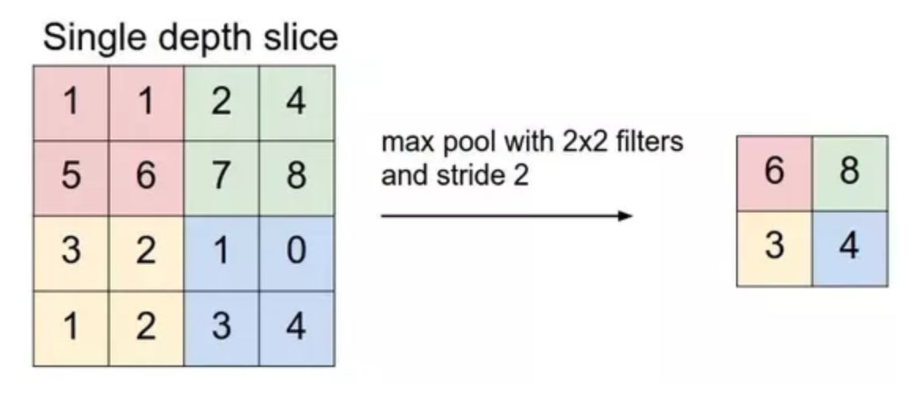 Single depth slice
1 1 2 4
5 6 7 8
3 2 1 0
1 2 3 4
max pool with 2x2 filters
and stride 2
6 8
3 4